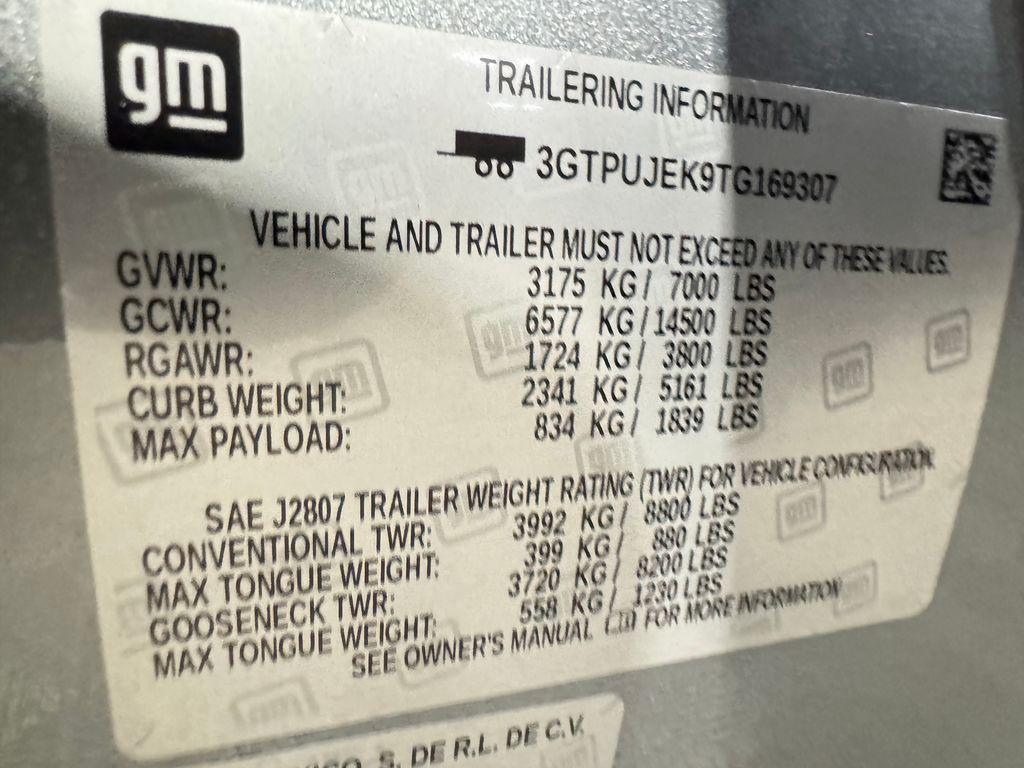 gm
TRAILERING INFORMATION
3GTPUJEK9TG169307
VEHICLE AND TRAILER MUST NOT EXCEED ANY OF THESE VALUES.
GVWR: 3175 KG/ 7000 LBS
GCWR: 6577 KG/14500 LBS
RGAWR: 1724 KG/ 3800 LBS
CURB WEIGHT: 2341 KG/ 5161 LBS
MAX PAYLOAD: 834 KG/ 1839 LBS
SAE J2807 TRAILER WEIGHT RATING (TWR) FOR VEHICLE CONFIGURATION.
CONVENTIONAL TWR: 3992 KG/ 8800 LBS
MAX TONGUE WEIGHT: 399 KG/ 880 LBS
GOOSENECK TWR: 3720 KG/ 8200 LBS
MAX TONGUE WEIGHT: 558 KG/ 1230 LBS
SEE OWNER'S MANUAL FOR MORE INFORMATION
S. DE R.L. DE C.V.